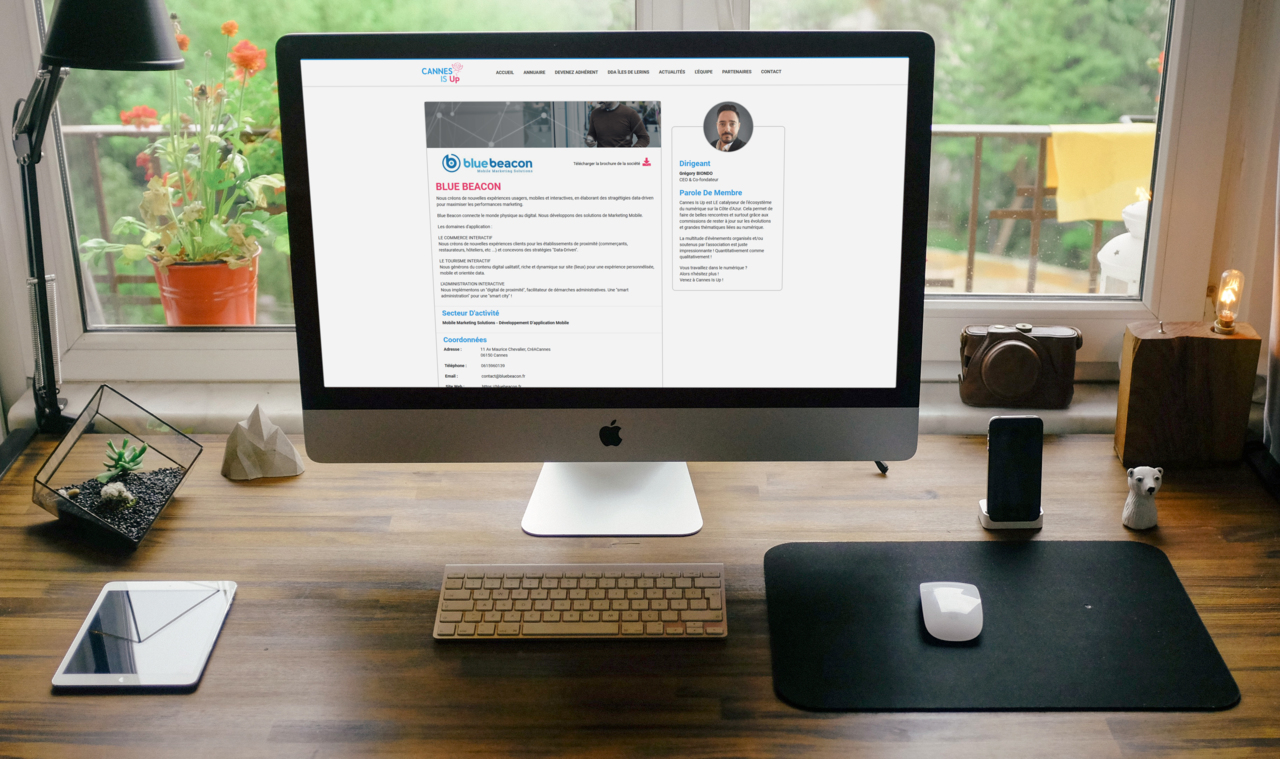 CANNES
IS Up
ACCUEIL ANNUAIRE DEVENEZ ADHÉRENT DDA ÎLES DE LERINS ACTUALITÉS L'ÉQUIPE PARTENAIRES CONTACT
bluebeacon
Mobile Marketing Solutions
Télécharger la brochure de la société
BLUE BEACON
Nous créons de nouvelles expériences usagers, mobiles et interactives, en élaborant des stratégies data-driven
pour maximiser les performances marketing.
Blue Beacon connecte le monde physique au digital. Nous développons des solutions de Marketing Mobile.
Les domaines d'application :
LE COMMERCE INTERACTIF
Nous créons de nouvelles expériences clients pour les établissements de proximité (commerçants,
restaurateurs, hôteliers, etc ...) et concevons des stratégies "Data-Driven".
LE TOURISME INTERACTIF
Nous générons du contenu digital qualitatif, riche et dynamique sur site (lieux) pour une expérience personnalisée,
mobile et orientée data.
L'ADMINISTRATION INTERACTIVE
Nous implémentons un "digital de proximité", facilitateur de démarches administratives. Une "smart
administration" pour une "smart city" !
Secteur D'activité
Mobile Marketing Solutions - Développement D'application Mobile
Coordonnées
Adresse : 11 Av Maurice Chevalier, CréACannes
06150 Cannes
Téléphone : 0615960139
Email : contact@bluebeacon.fr
Site Web : https://bluebeacon.fr
Dirigeant
Grégory BIONDO
CEO & Co-fondateur
Parole De Membre
Cannes Is Up est LE catalyseur de l'écosystème
du numérique sur la Côte d'Azur. Cela permet de
faire de belles rencontres et surtout grâce aux
commissions de rester à jour sur les évolutions
et grandes thématiques liées au numérique.
La multitude d'événements organisés et/ou
soutenus par l'association est juste
impressionnante ! Quantitativement comme
qualitativement !
Vous travaillez dans le numérique ?
Alors n'hésitez plus !
Venez à Cannes Is Up !